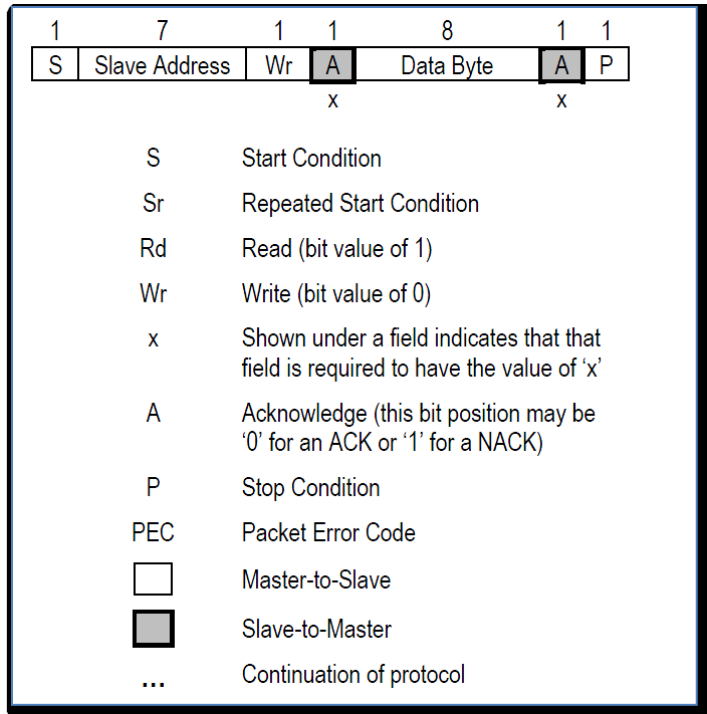 1 7 1 1 8 1 1
S Slave Address Wr A Data Byte A P
x x
S Start Condition
Sr Repeated Start Condition
Rd Read (bit value of 1)
Wr Write (bit value of 0)
x Shown under a field indicates that that
field is required to have the value of ‘x’
A Acknowledge (this bit position may be
‘0’ for an ACK or ‘1’ for a NACK)
P Stop Condition
PEC Packet Error Code
Master-to-Slave
Slave-to-Master
... Continuation of protocol